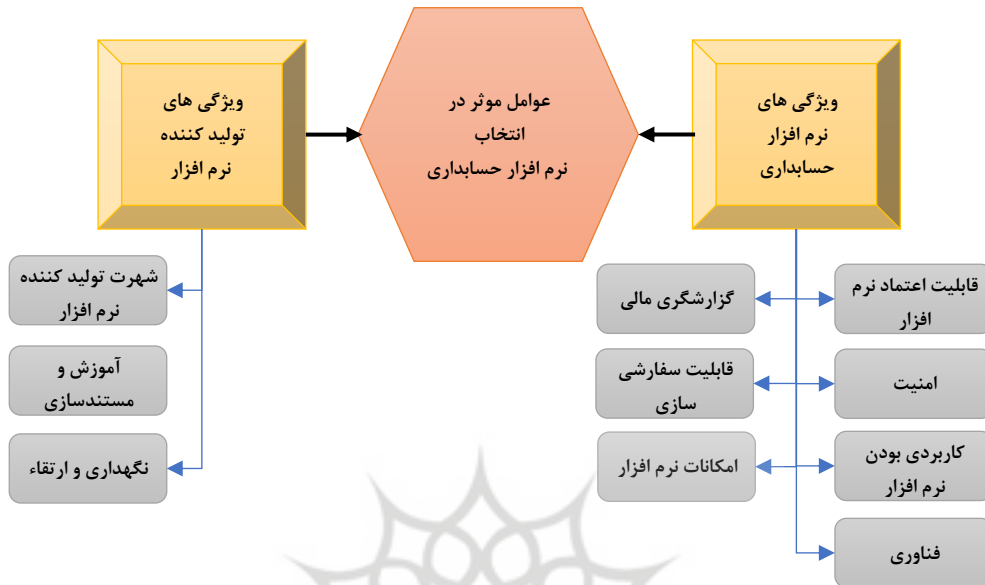 ویژگی های
نرم افزار
حسابداری
عوامل موثر در
انتخاب
نرم افزار حسابداری
ویژگی های
تولید کننده
نرم افزار
قابلیت اعتماد نرم
افزار
گزارشگری مالی
شهرت تولید کننده
نرم افزار
امنیت
قابلیت سفارشی
سازی
آموزش و
مستندسازی
کاربردی بودن
نرم افزار
امکانات نرم افزار
نگهداری و ارتقاء
فناوری